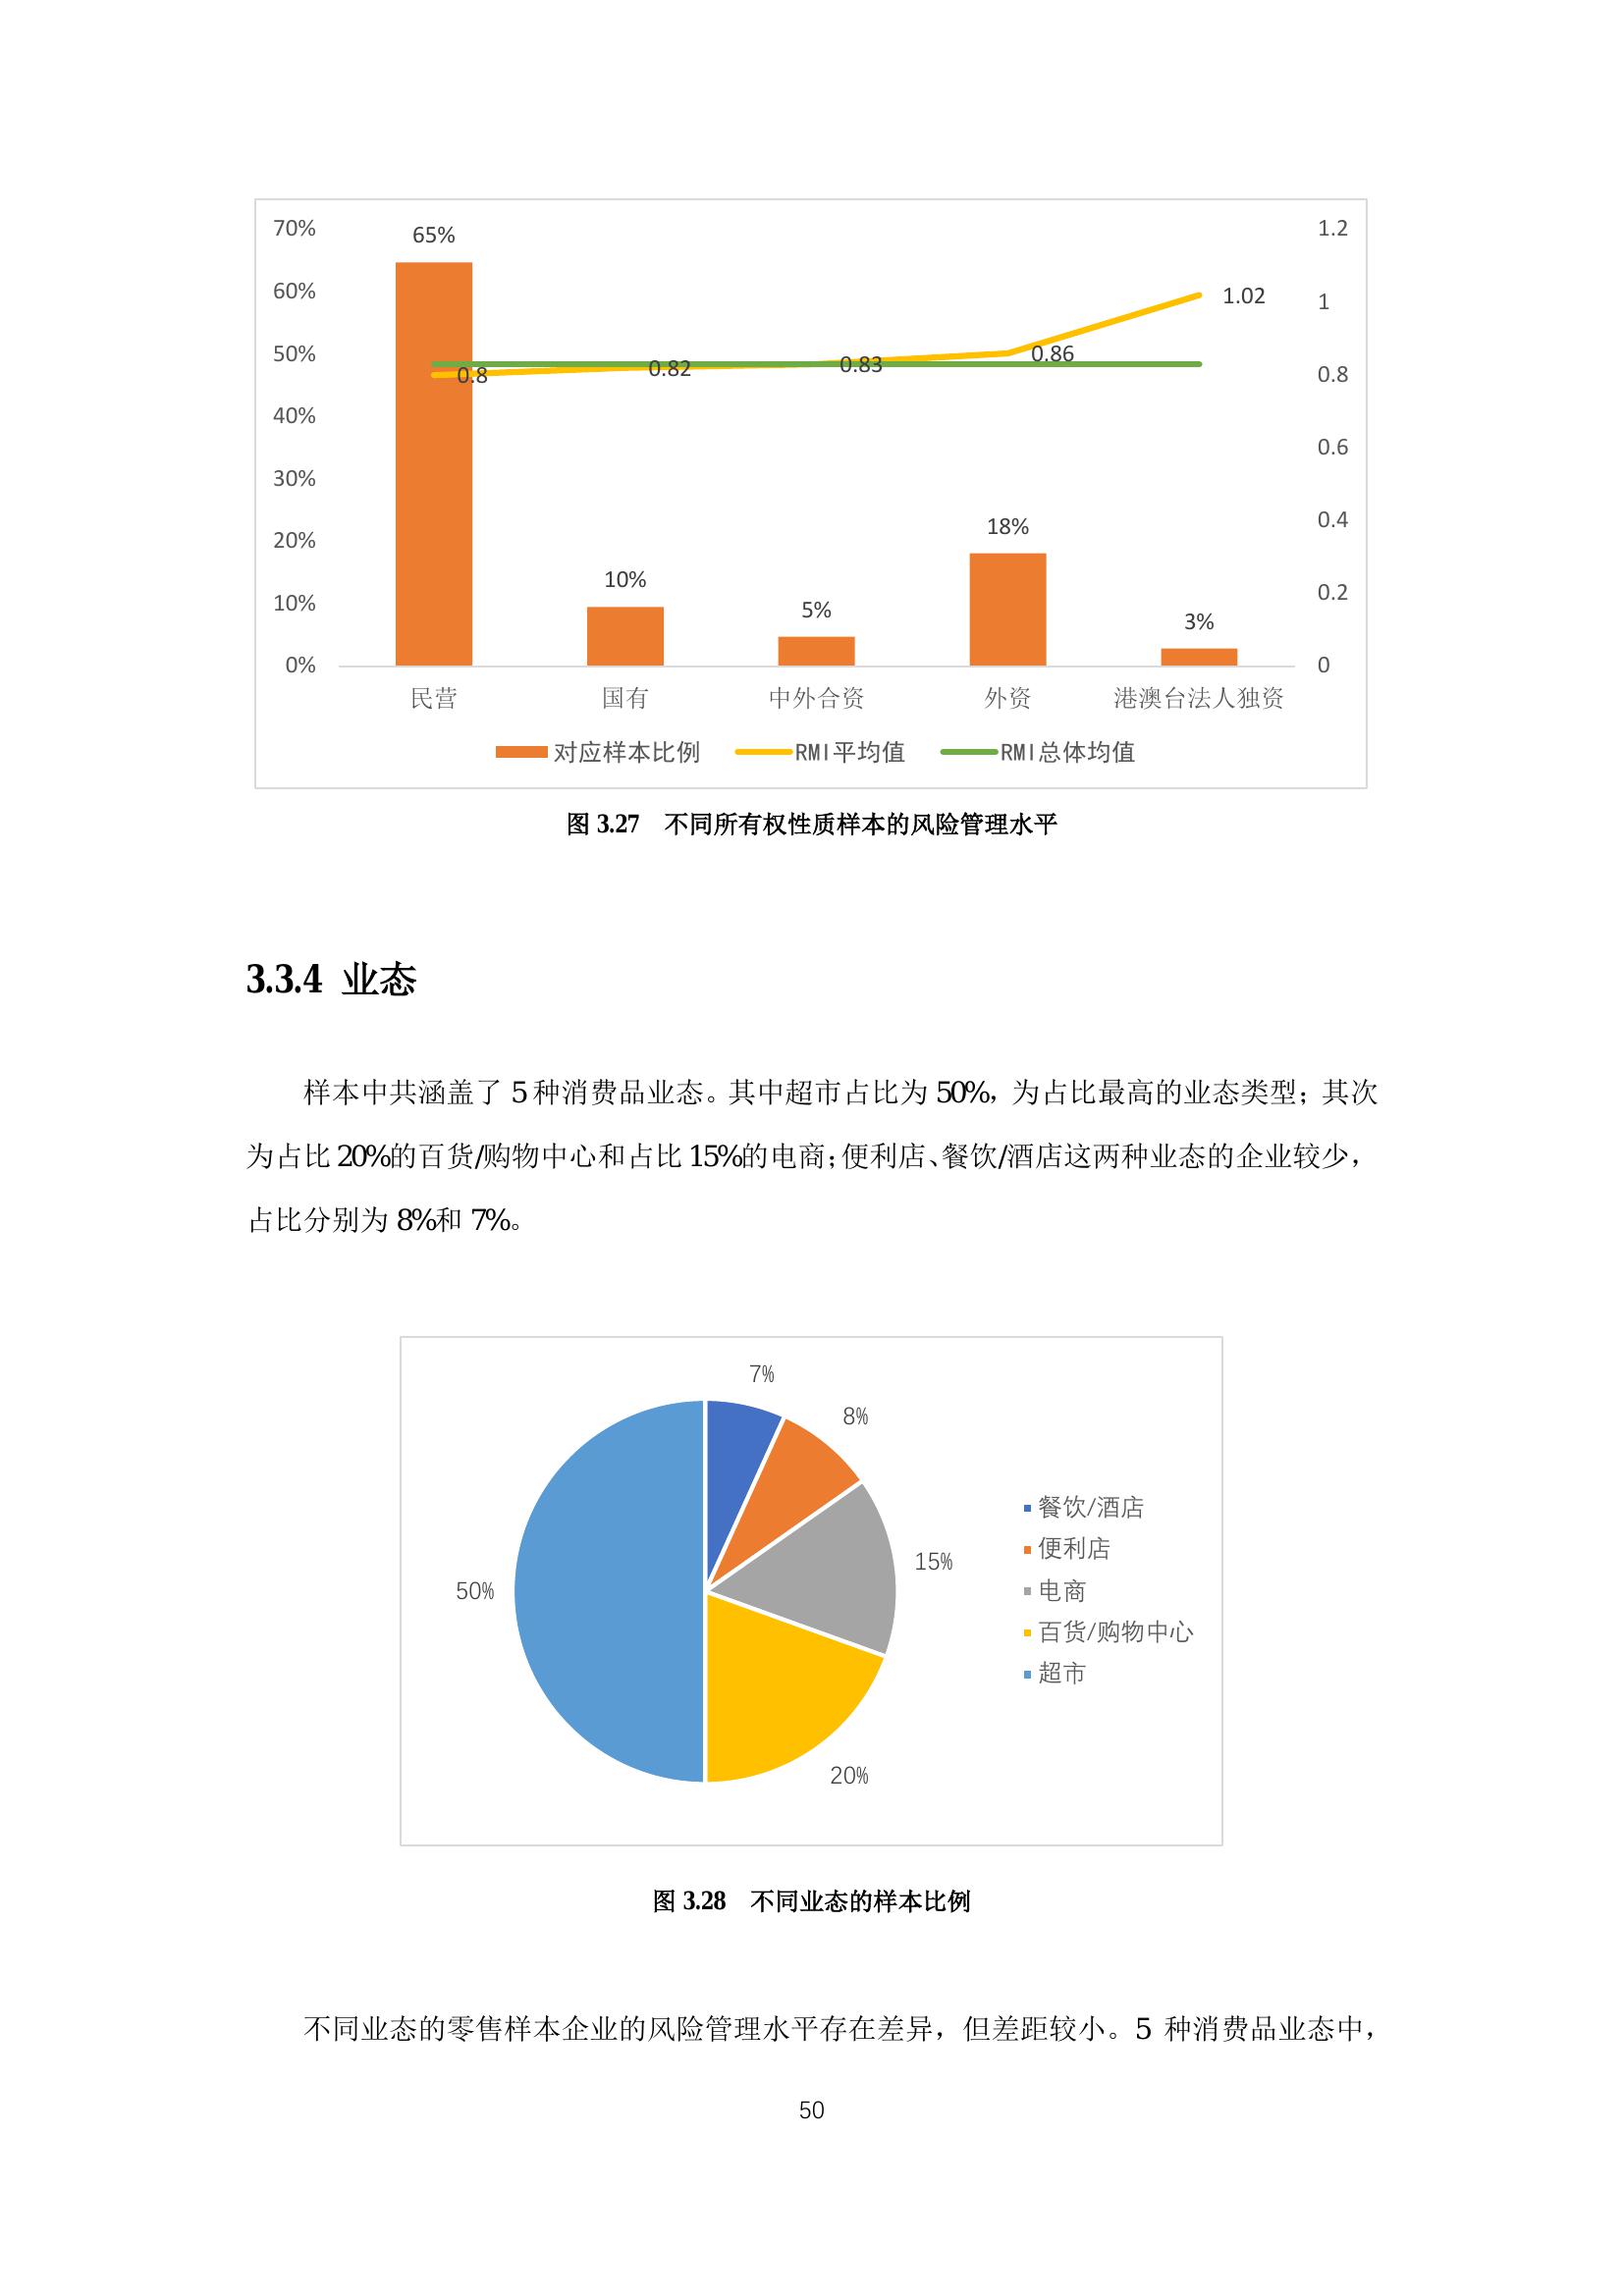 70%
60%
50%
40%
30%
20%
10%
0%
65%
10%
5%
18%
3%
0.8
0.82
0.83
0.86
1.02
1.2
1
0.8
0.6
0.4
0.2
0
民营 国有 中外合资 外资 港澳台法人独资
对应样本比例 RMI平均值 RMI总体均值
图 3.27 不同所有权性质样本的风险管理水平
3.3.4 业态
样本中共涵盖了 5 种消费品业态。其中超市占比为 50%，为占比最高的业态类型；其次
为占比 20%的百货/购物中心和占比 15%的电商；便利店、餐饮/酒店这两种业态的企业较少，
占比分别为 8%和 7%。
7%
8%
15%
20%
50%
餐饮/酒店
便利店
电商
百货/购物中心
超市
图 3.28 不同业态的样本比例
不同业态的零售样本企业的风险管理水平存在差异，但差距较小。5 种消费品业态中，
50